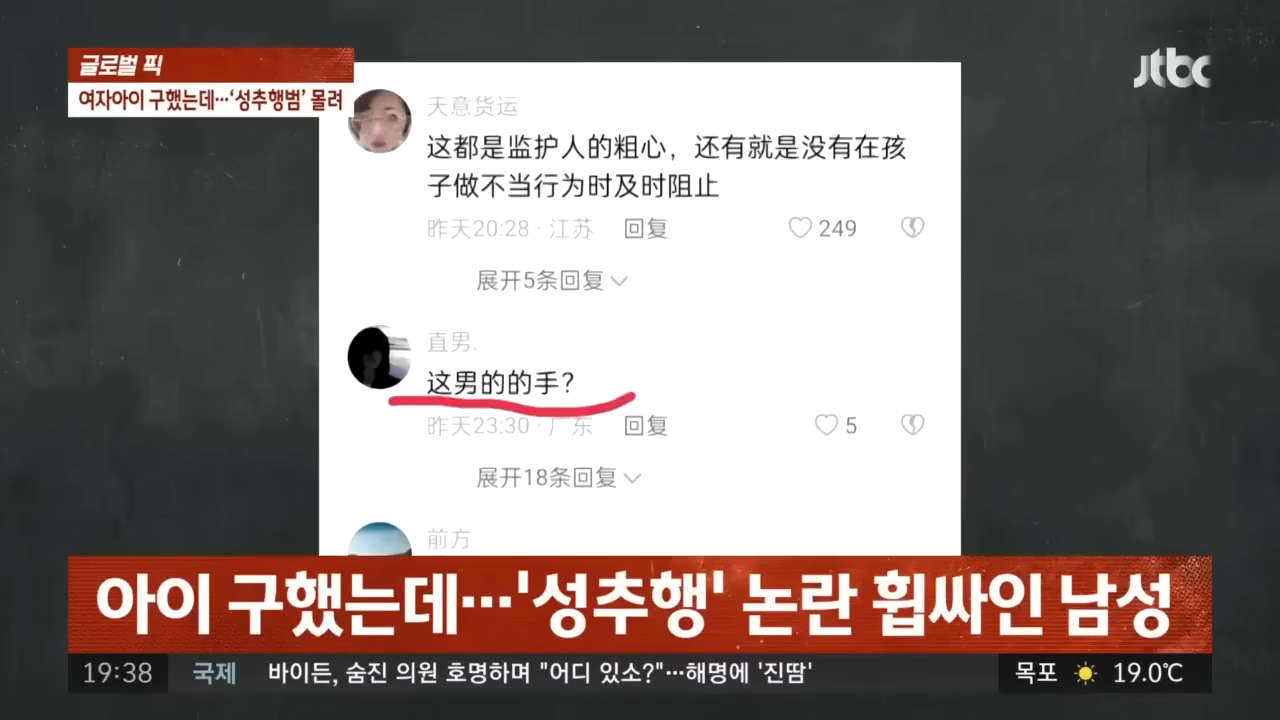 글로벌 픽
여자아이 구했는데…'성추행범' 몰려
jtbc
天意货运
这都是监护人的粗心，还有就是没有在孩
子做不当行为时及时阻止
昨天20:28 · 江苏 回复 249
展开5条回复
直男.
这男的的手?
昨天23:30 · 广东 回复 5
展开18条回复
前方
아이 구했는데…'성추행' 논란 휩싸인 남성
19:38 국제 바이든, 숨진 의원 호명하며 "어디 있소?"…해명에 '진땀' 목포 19.0℃